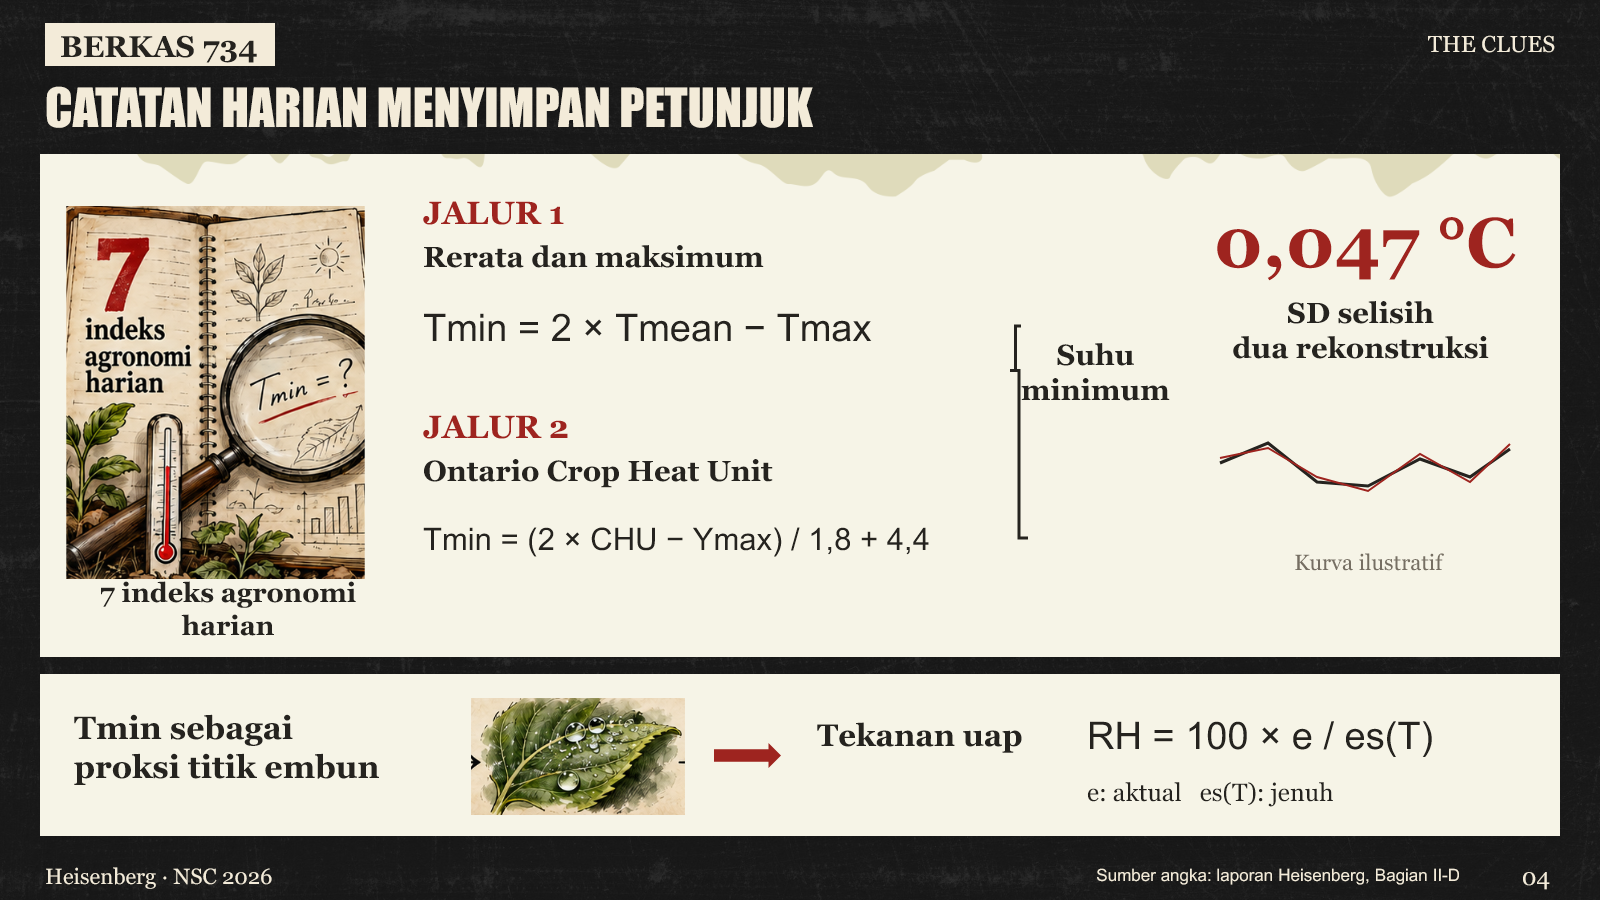 BERKAS 734
THE CLUES
CATATAN HARIAN MENYIMPAN PETUNJUK
7
indeks
agronomi
harian
Tmin = ?
7 indeks agronomi
harian
JALUR 1
Rerata dan maksimum
Tmin = 2 × Tmean − Tmax
JALUR 2
Ontario Crop Heat Unit
Tmin = (2 × CHU − Ymax) / 1,8 + 4,4
Suhu
minimum
0,047 °C
SD selisih
dua rekonstruksi
Kurva ilustratif
Tmin sebagai
proksi titik embun
Tekanan uap
RH = 100 × e / es(T)
e: aktual es(T): jenuh
Heisenberg · NSC 2026
Sumber angka: laporan Heisenberg, Bagian II-D
04